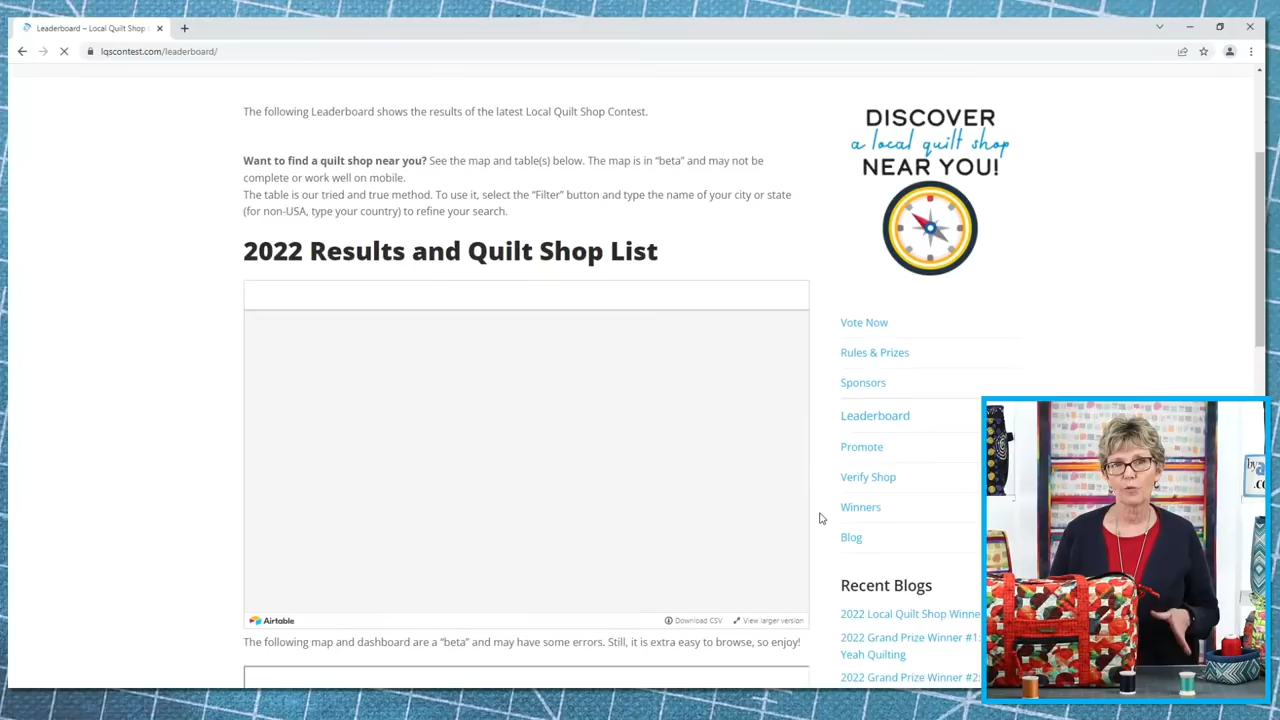 Leaderboard – Local Quilt Shop
lqscontest.com/leaderboard/
The following Leaderboard shows the results of the latest Local Quilt Shop Contest.
Want to find a quilt shop near you? See the map and table(s) below. The map is in “beta” and may not be
complete or work well on mobile.
The table is our tried and true method. To use it, select the “Filter” button and type the name of your city or state
(for non-USA, type your country) to refine your search.
2022 Results and Quilt Shop List
Airtable
Download CSV
View larger version
The following map and dashboard are a “beta” and may have some errors. Still, it is extra easy to browse, so enjoy!
DISCOVER
a local quilt shop
NEAR YOU!
Vote Now
Rules & Prizes
Sponsors
Leaderboard
Promote
Verify Shop
Winners
Blog
Recent Blogs
2022 Local Quilt Shop Winne
2022 Grand Prize Winner #1:
Yeah Quilting
2022 Grand Prize Winner #2:
by
.co